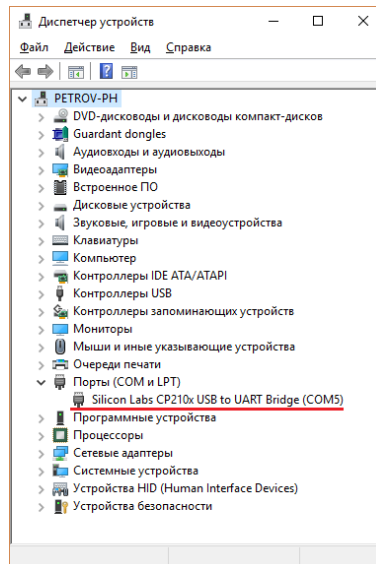 Диспетчер устройств
Файл Действие Вид Справка
PETROV-PH
DVD-дисководы и дисководы компакт-дисков
Guardant dongles
Аудиовходы и аудиовыходы
Видеоадаптеры
Встроенное ПО
Дисковые устройства
Звуковые, игровые и видеоустройства
Клавиатуры
Компьютер
Контроллеры IDE ATA/ATAPI
Контроллеры USB
Контроллеры запоминающих устройств
Мониторы
Мыши и иные указывающие устройства
Очереди печати
Порты (COM и LPT)
Silicon Labs CP210x USB to UART Bridge (COM5)
Программные устройства
Процессоры
Сетевые адаптеры
Системные устройства
Устройства HID (Human Interface Devices)
Устройства безопасности